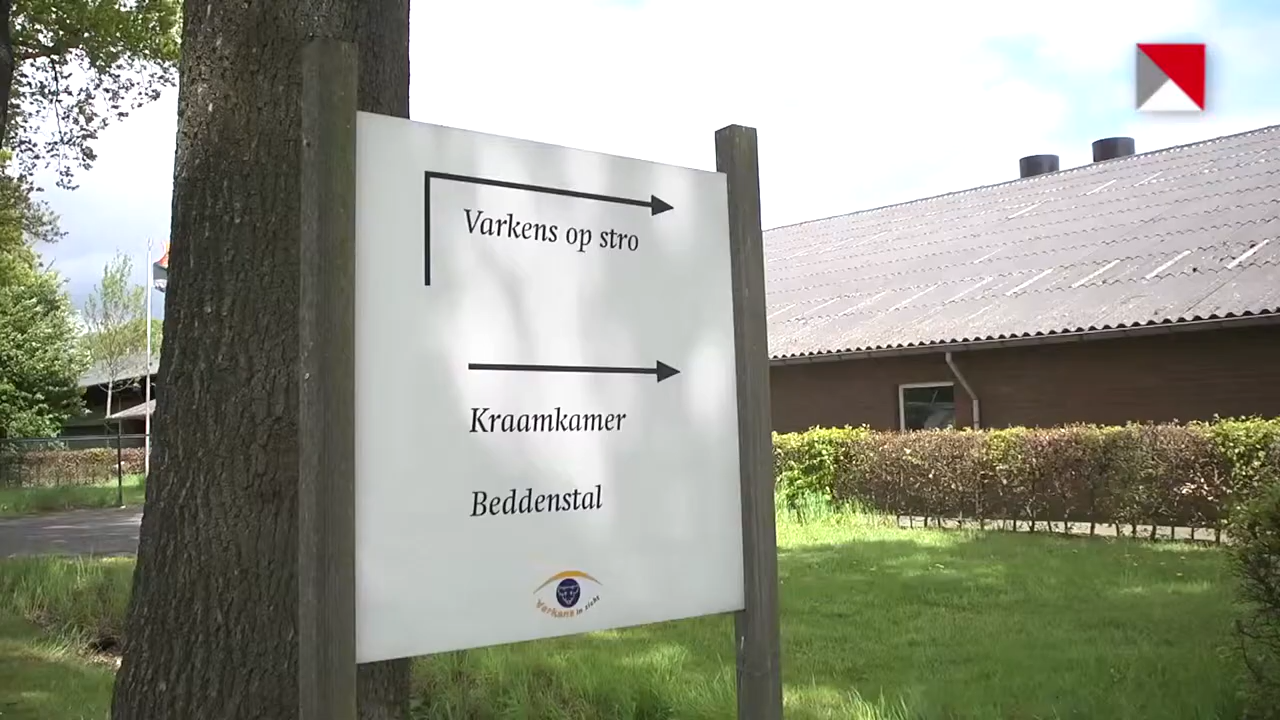 Varkens op stro
Kraamkamer
Beddenstal
Varkens in zicht